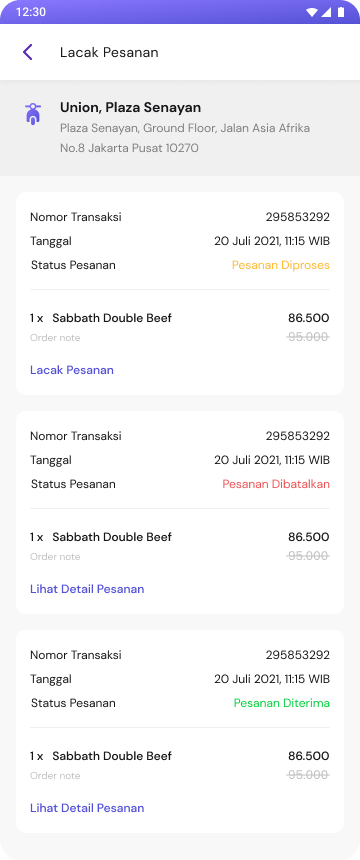 12:30
Lacak Pesanan
Union, Plaza Senayan
Plaza Senayan, Ground Floor, Jalan Asia Afrika
No.8 Jakarta Pusat 10270
Nomor Transaksi 295853292
Tanggal 20 Juli 2021, 11:15 WIB
Status Pesanan Pesanan Diproses
1 x Sabbath Double Beef 86.500
Order note 95.000
Lacak Pesanan
Nomor Transaksi 295853292
Tanggal 20 Juli 2021, 11:15 WIB
Status Pesanan Pesanan Dibatalkan
1 x Sabbath Double Beef 86.500
Order note 95.000
Lihat Detail Pesanan
Nomor Transaksi 295853292
Tanggal 20 Juli 2021, 11:15 WIB
Status Pesanan Pesanan Diterima
1 x Sabbath Double Beef 86.500
Order note 95.000
Lihat Detail Pesanan